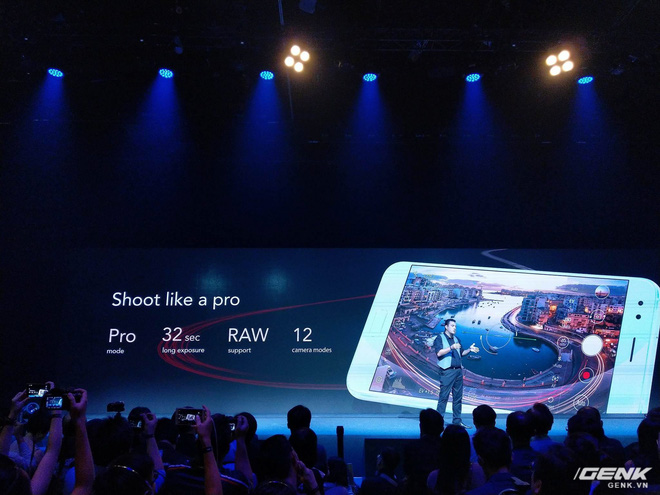 Shoot like a pro
Pro 32 sec RAW 12
mode long exposure support camera modes
GENK
GENK.VN